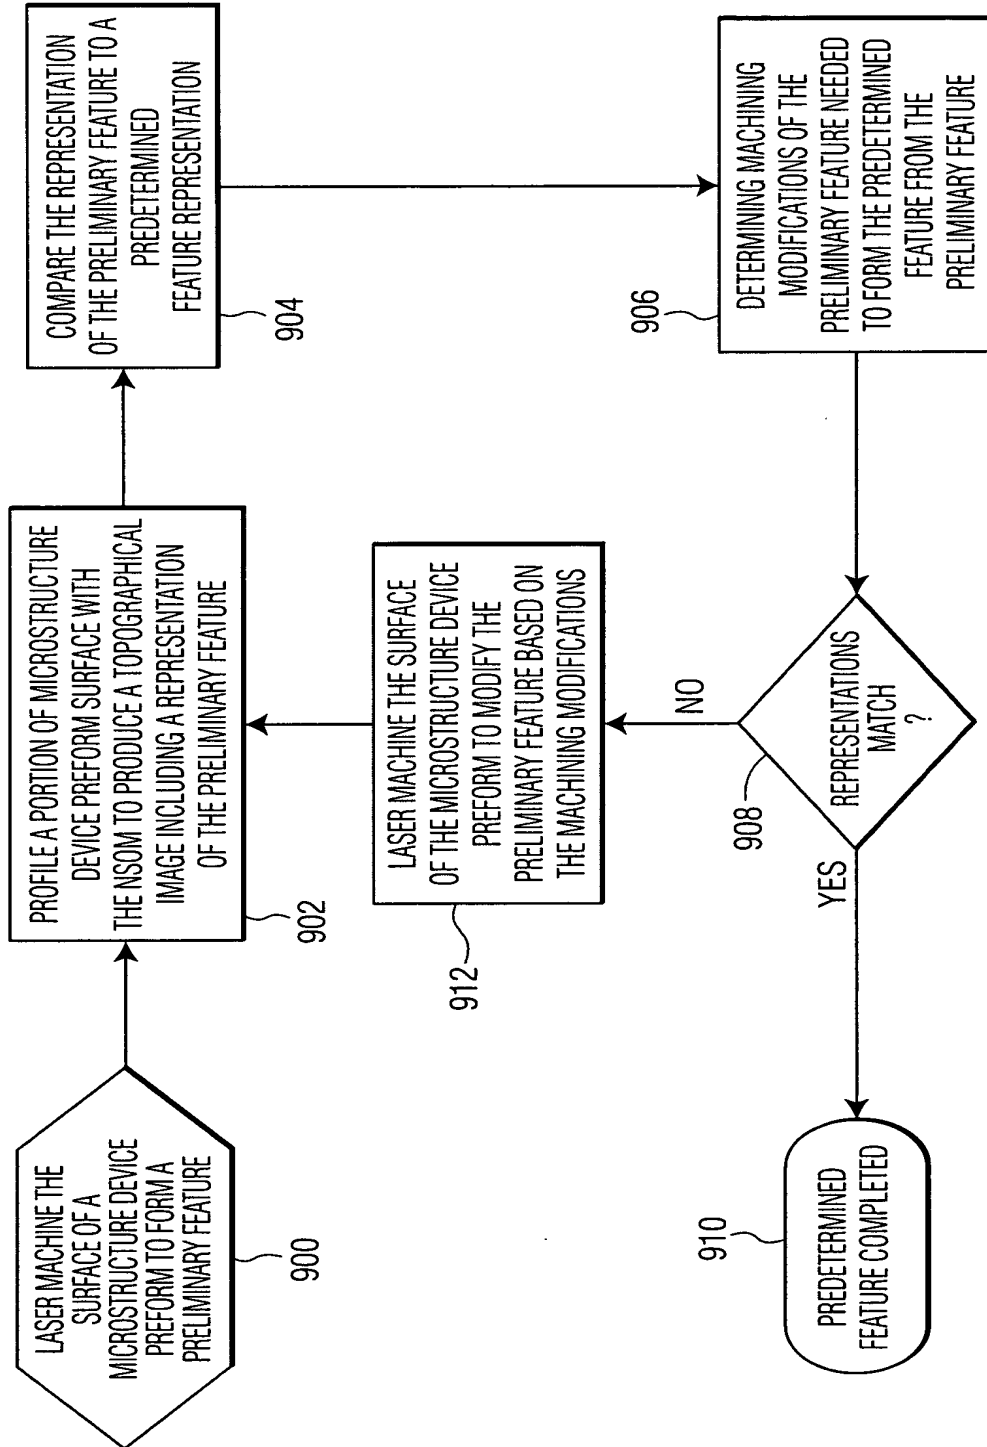 LASER MACHINE THE
SURFACE OF A
MICROSTRUCTURE DEVICE
PREFORM TO FORM A
PRELIMINARY FEATURE
900
PROFILE A PORTION OF MICROSTRUCTURE
DEVICE PREFORM SURFACE WITH
THE NSOM TO PRODUCE A TOPOGRAPHICAL
IMAGE INCLUDING A REPRESENTATION
OF THE PRELIMINARY FEATURE
902
COMPARE THE REPRESENTATION
OF THE PRELIMINARY FEATURE TO A
PREDETERMINED
FEATURE REPRESENTATION
904
DETERMINING MACHINING
MODIFICATIONS OF THE
PRELIMINARY FEATURE NEEDED
TO FORM THE PREDETERMINED
FEATURE FROM THE
PRELIMINARY FEATURE
906
REPRESENTATIONS
MATCH
?
908
NO
YES
LASER MACHINE THE SURFACE
OF THE MICROSTRUCTURE DEVICE
PREFORM TO MODIFY THE
PRELIMINARY FEATURE BASED ON
THE MACHINING MODIFICATIONS
912
PREDETERMINED
FEATURE COMPLETED
910